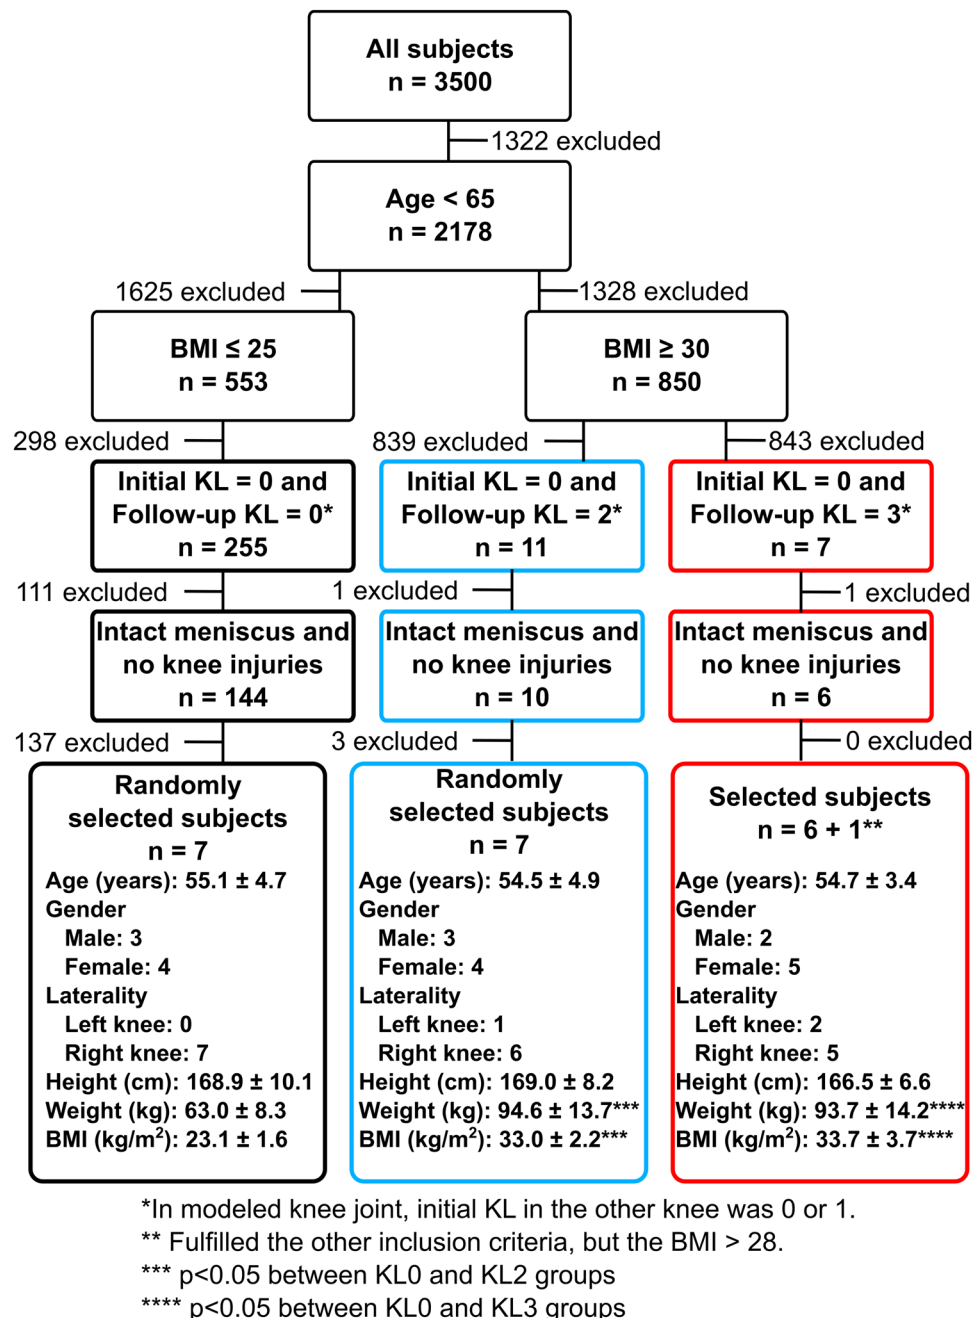 All subjects
n = 3500
1322 excluded
Age < 65
n = 2178
1625 excluded
1328 excluded
BMI ≤ 25
n = 553
BMI ≥ 30
n = 850
298 excluded
839 excluded
843 excluded
Initial KL = 0 and
Follow-up KL = 0*
n = 255
Initial KL = 0 and
Follow-up KL = 2*
n = 11
Initial KL = 0 and
Follow-up KL = 3*
n = 7
111 excluded
1 excluded
1 excluded
Intact meniscus and
no knee injuries
n = 144
Intact meniscus and
no knee injuries
n = 10
Intact meniscus and
no knee injuries
n = 6
137 excluded
3 excluded
0 excluded
Randomly
selected subjects
n = 7
Age (years): 55.1 ± 4.7
Gender
Male: 3
Female: 4
Laterality
Left knee: 0
Right knee: 7
Height (cm): 168.9 ± 10.1
Weight (kg): 63.0 ± 8.3
BMI (kg/m²): 23.1 ± 1.6
Randomly
selected subjects
n = 7
Age (years): 54.5 ± 4.9
Gender
Male: 3
Female: 4
Laterality
Left knee: 1
Right knee: 6
Height (cm): 169.0 ± 8.2
Weight (kg): 94.6 ± 13.7***
BMI (kg/m²): 33.0 ± 2.2***
Selected subjects
n = 6 + 1**
Age (years): 54.7 ± 3.4
Gender
Male: 2
Female: 5
Laterality
Left knee: 2
Right knee: 5
Height (cm): 166.5 ± 6.6
Weight (kg): 93.7 ± 14.2****
BMI (kg/m²): 33.7 ± 3.7****
*In modeled knee joint, initial KL in the other knee was 0 or 1.
** Fulfilled the other inclusion criteria, but the BMI > 28.
*** p<0.05 between KL0 and KL2 groups
**** p<0.05 between KL0 and KL3 groups